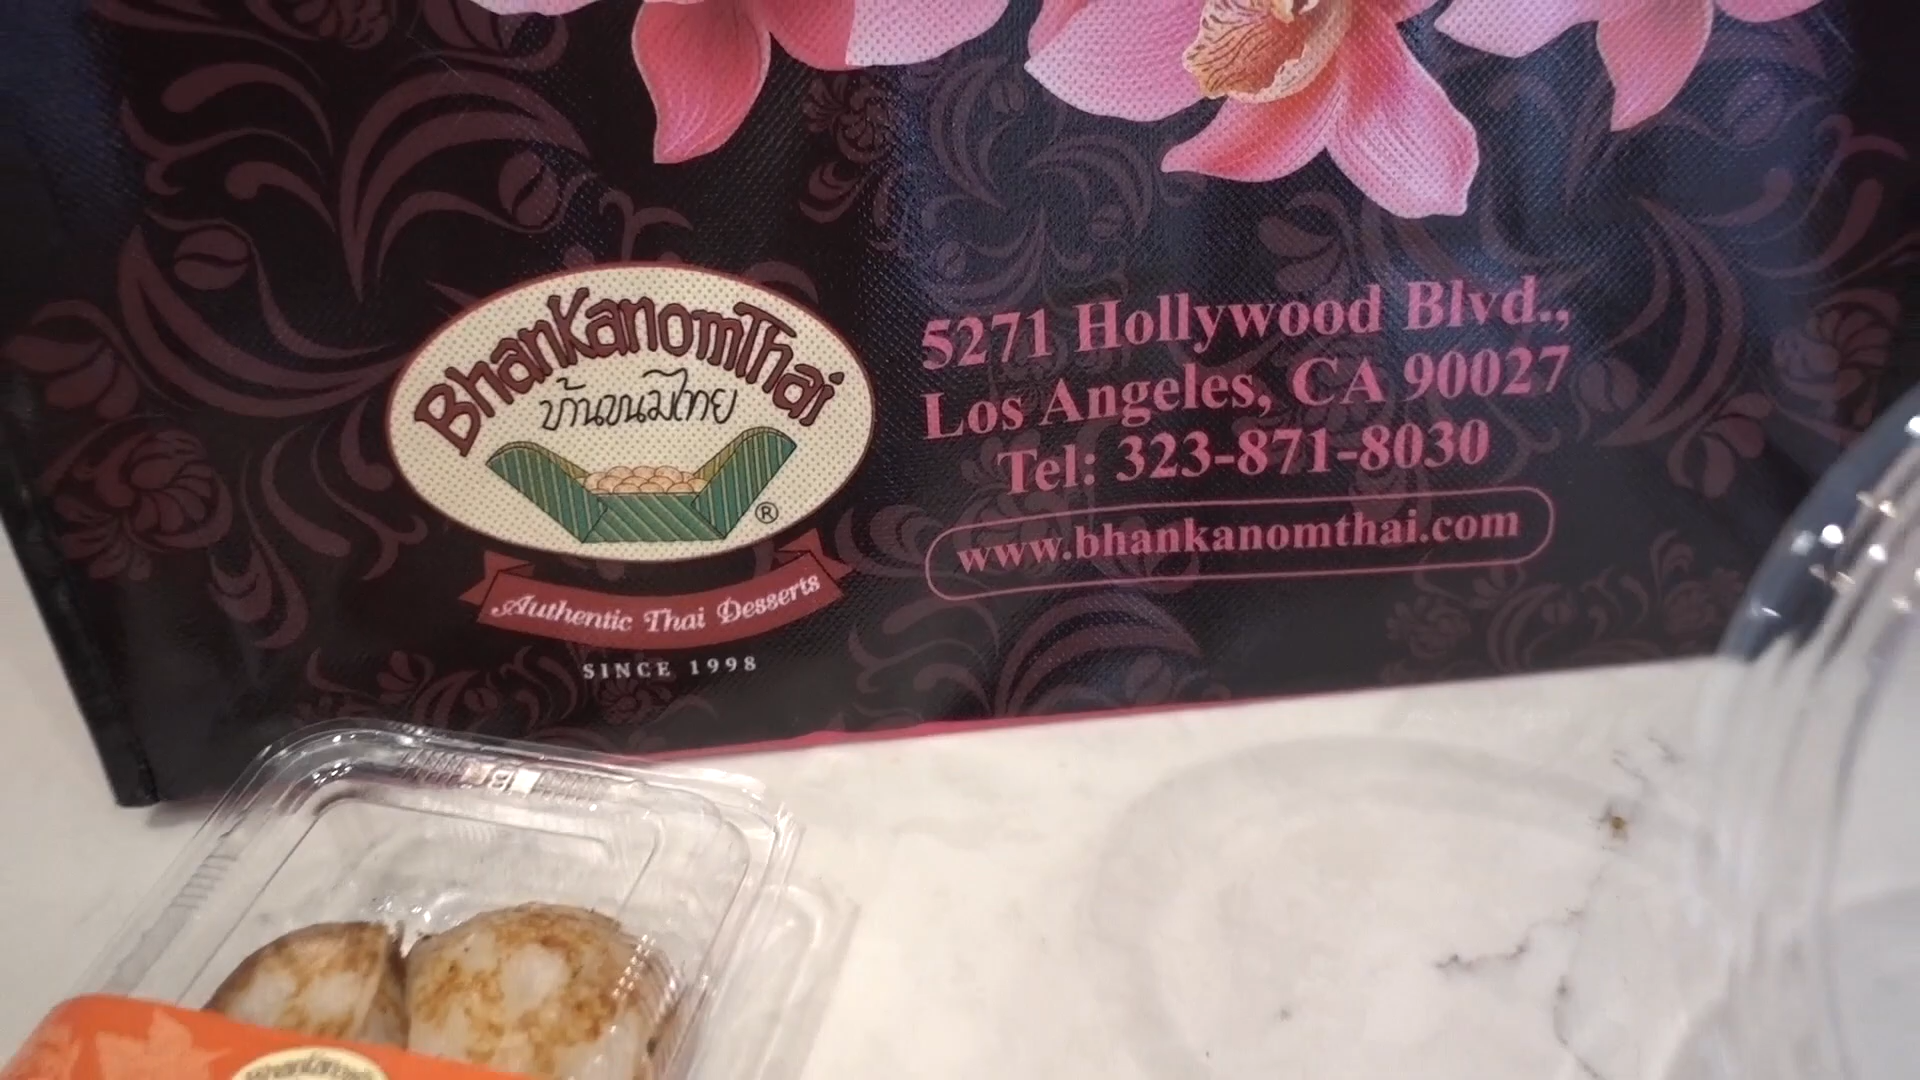 BhanKanomThai
บ้านขนมไทย
®
Authentic Thai Desserts
SINCE 1998
5271 Hollywood Blvd.,
Los Angeles, CA 90027
Tel: 323-871-8030
www.bhankanomthai.com